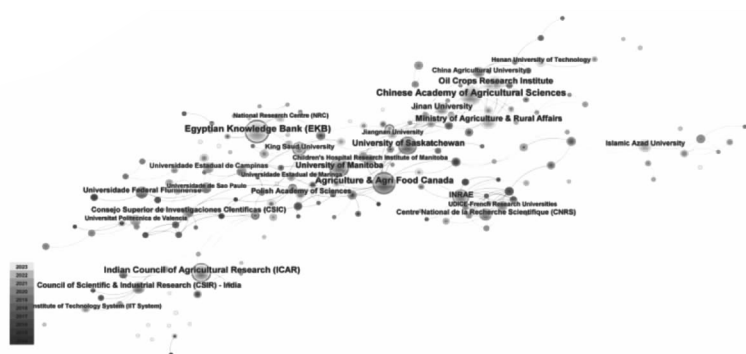 Henan University of Technology
China Agricultural University
Oil Crops Research Institute
Chinese Academy of Agricultural Sciences
Jinan University
National Research Centre (NRC)
Ministry of Agriculture & Rural Affairs
Egyptian Knowledge Bank (EKB)
Jiangnan University
King Saud University
University of Saskatchewan
Islamic Azad University
Children's Hospital Research Institute of Manitoba
Universidade Estadual de Campinas
University of Manitoba
Universidade Estadual de Maringa
Agriculture & Agri Food Canada
Universidade de Sao Paulo
Universidade Federal Fluminense
Polish Academy of Sciences
INRAE
UDICE-French Research Universities
Consejo Superior de Investigaciones Cientificas (CSIC)
Centre National de la Recherche Scientifique (CNRS)
Universitat Politecnica de Valencia
2023
2022
2021
2020
Indian Council of Agricultural Research (ICAR)
Council of Scientific & Industrial Research (CSIR) - India
nstitute of Technology System (IIT System)